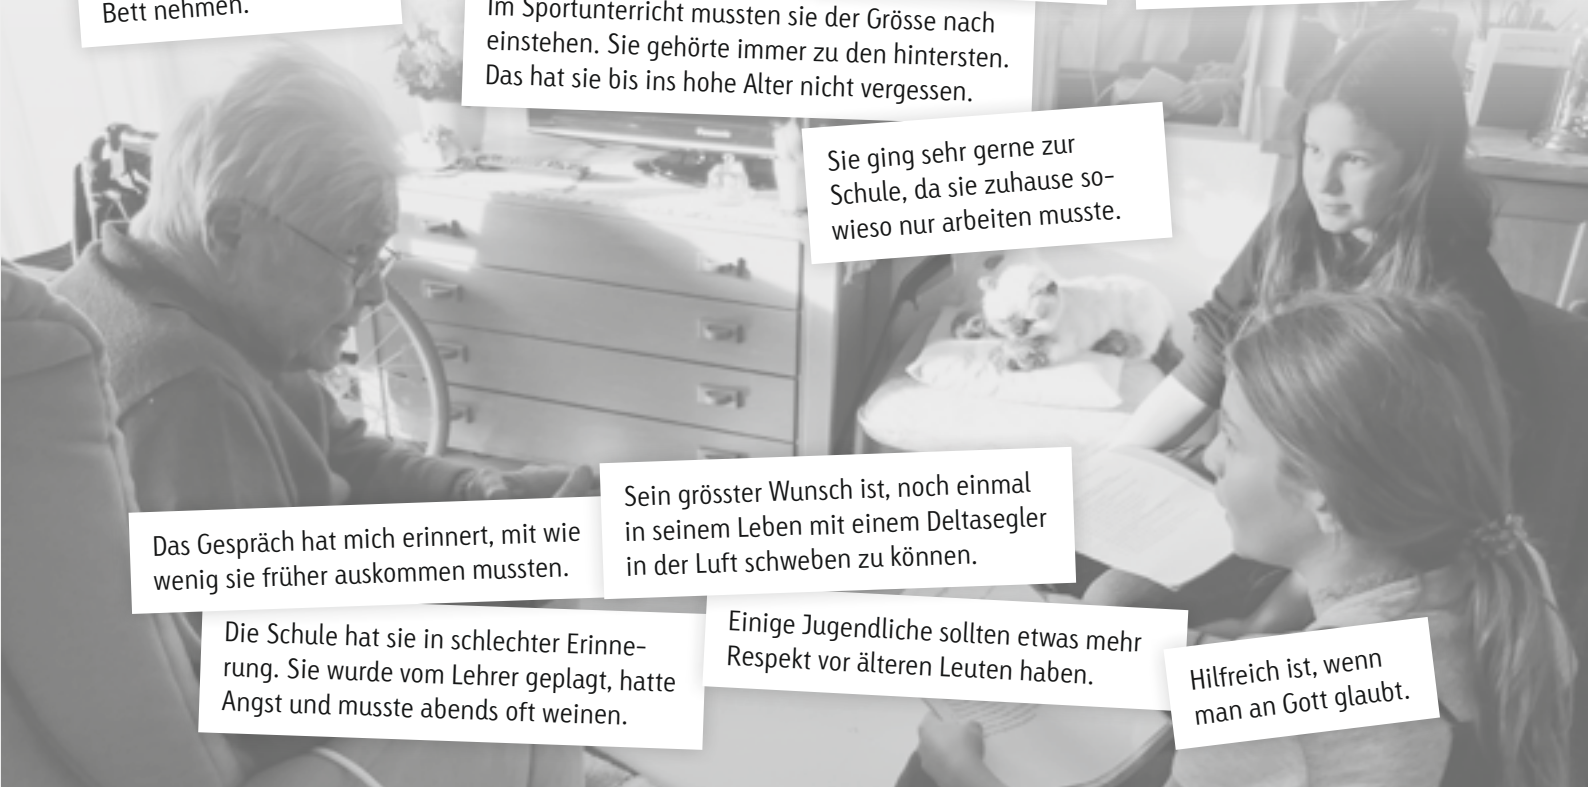 Bett nehmen.
Im Sportunterricht mussten sie der Grösse nach
einstehen. Sie gehörte immer zu den hintersten.
Das hat sie bis ins hohe Alter nicht vergessen.
Sie ging sehr gerne zur
Schule, da sie zuhause so-
wieso nur arbeiten musste.
Sein grösster Wunsch ist, noch einmal
in seinem Leben mit einem Deltasegler
in der Luft schweben zu können.
Das Gespräch hat mich erinnert, mit wie
wenig sie früher auskommen mussten.
Die Schule hat sie in schlechter Erinne-
rung. Sie wurde vom Lehrer geplagt, hatte
Angst und musste abends oft weinen.
Einige Jugendliche sollten etwas mehr
Respekt vor älteren Leuten haben.
Hilfreich ist, wenn
man an Gott glaubt.